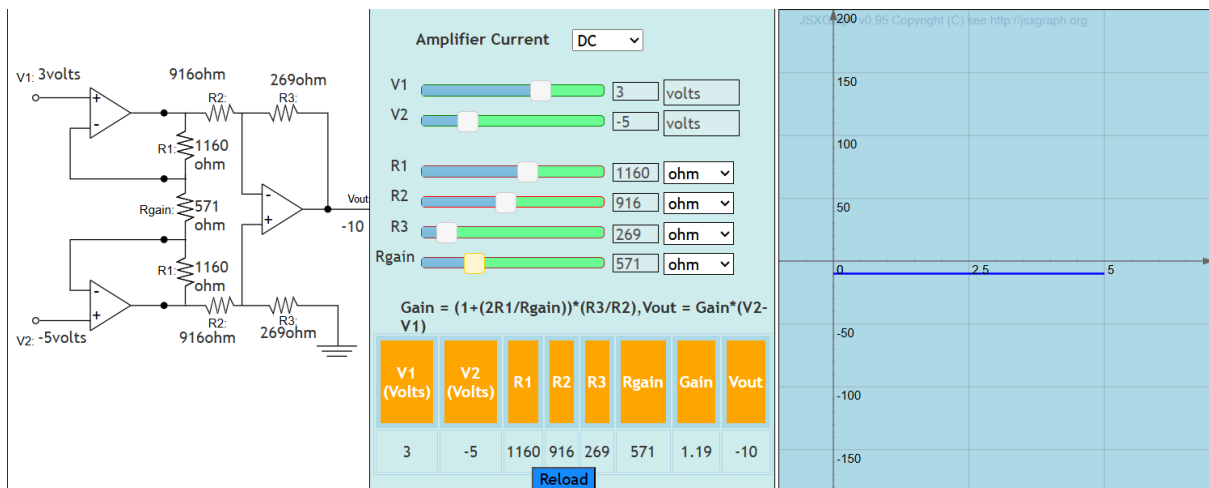 V1: 3volts
916ohm
269ohm
R2:
R3:
+
-
R1:
1160
ohm
Rgain:
571
ohm
-
+
Vout
-10
R1:
1160
ohm
-
+
V2: -5volts
R2:
916ohm
R3:
269ohm
Amplifier Current DC
V1 3 volts
V2 -5 volts
R1 1160 ohm
R2 916 ohm
R3 269 ohm
Rgain 571 ohm
Gain = (1+(2R1/Rgain))*(R3/R2),Vout = Gain*(V2-
V1)
V1 (Volts) V2 (Volts) R1 R2 R3 Rgain Gain Vout
3 -5 1160 916 269 571 1.19 -10
Reload
v0.95 Copyright (C) see http://jsxgraph.org
200
150
100
50
0 2.5 5
-50
-100
-150